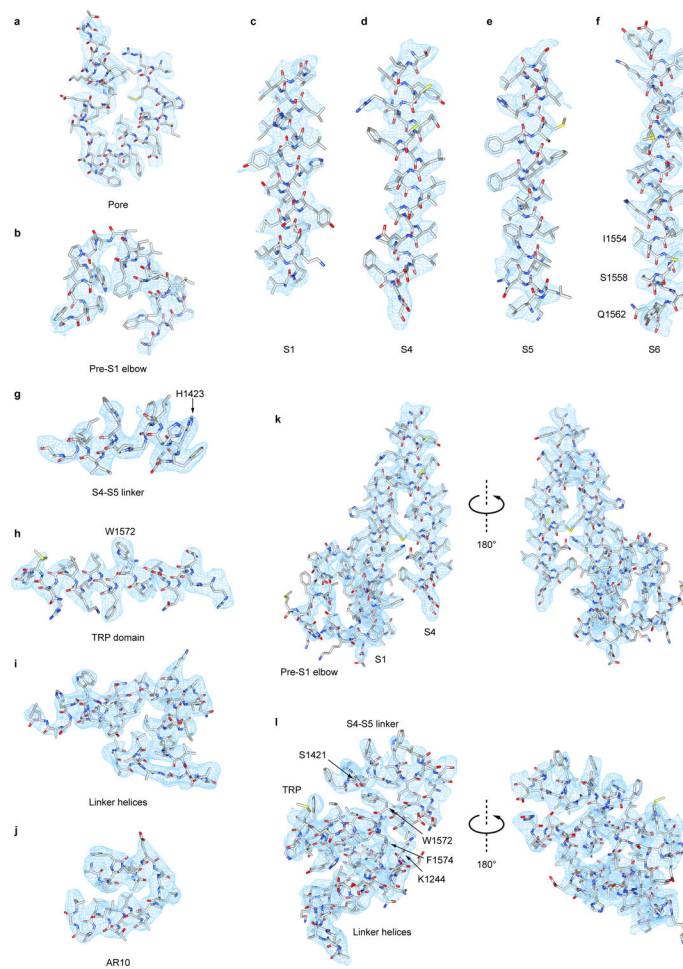 a
Pore
b
Pre-S1 elbow
c
S1
d
S4
e
S5
f
I1554
S1558
Q1562
S6
g
H1423
S4-S5 linker
h
W1572
TRP domain
i
Linker helices
j
AR10
k
180°
S4
S1
Pre-S1 elbow
l
S4-S5 linker
S1421
TRP
W1572
F1574
K1244
180°
Linker helices